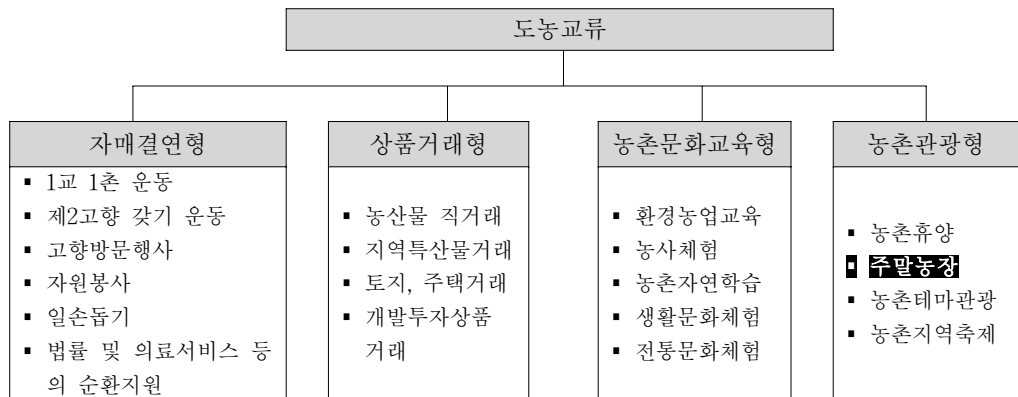 도농교류
자매결연형
▪ 1교 1촌 운동
▪ 제2고향 갖기 운동
▪ 고향방문행사
▪ 자원봉사
▪ 일손돕기
▪ 법률 및 의료서비스 등
의 순환지원
상품거래형
▪ 농산물 직거래
▪ 지역특산물거래
▪ 토지, 주택거래
▪ 개발투자상품
거래
농촌문화교육형
▪ 환경농업교육
▪ 농사체험
▪ 농촌자연학습
▪ 생활문화체험
▪ 전통문화체험
농촌관광형
▪ 농촌휴양
▪ 주말농장
▪ 농촌테마관광
▪ 농촌지역축제